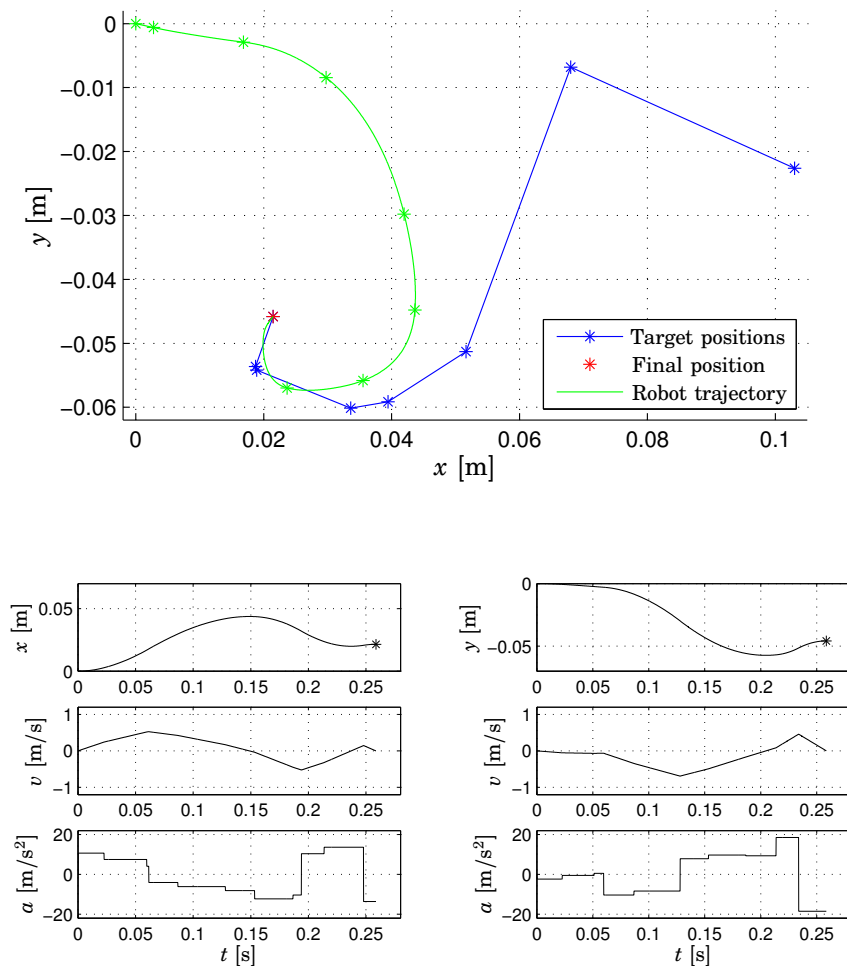 0
−0.01
−0.02
−0.03
−0.04
−0.05
−0.06
y [m]
0 0.02 0.04 0.06 0.08 0.1
x [m]
Target positions
Final position
Robot trajectory
0.05
0
x [m]
0 0.05 0.1 0.15 0.2 0.25
0
−0.05
y [m]
0 0.05 0.1 0.15 0.2 0.25
1
0
−1
v [m/s]
0 0.05 0.1 0.15 0.2 0.25
1
0
−1
v [m/s]
0 0.05 0.1 0.15 0.2 0.25
20
0
−20
a [m/s²]
0 0.05 0.1 0.15 0.2 0.25
t [s]
20
0
−20
a [m/s²]
0 0.05 0.1 0.15 0.2 0.25
t [s]